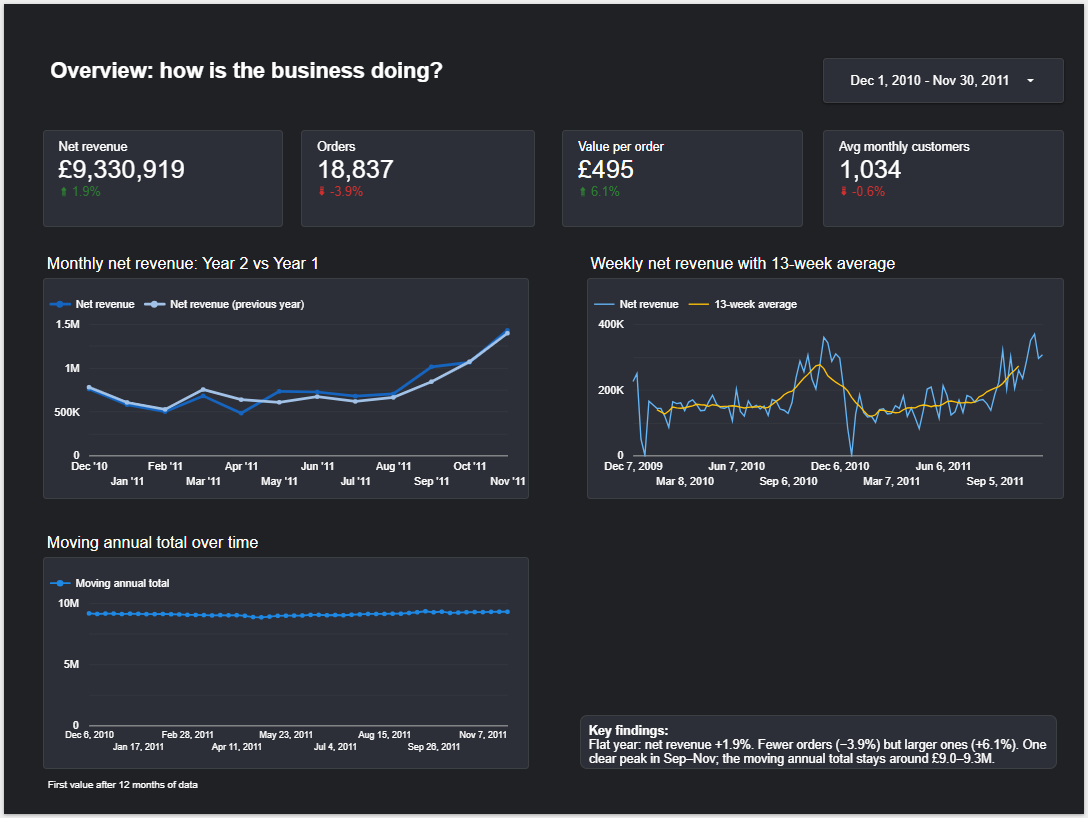 Overview: how is the business doing?
Dec 1, 2010 - Nov 30, 2011
Net revenue
£9,330,919
1.9%
Orders
18,837
-3.9%
Value per order
£495
6.1%
Avg monthly customers
1,034
-0.6%
Monthly net revenue: Year 2 vs Year 1
Net revenue
Net revenue (previous year)
1.5M
1M
500K
0
Dec '10
Feb '11
Apr '11
Jun '11
Aug '11
Oct '11
Jan '11
Mar '11
May '11
Jul '11
Sep '11
Nov '11
Weekly net revenue with 13-week average
Net revenue
13-week average
400K
200K
0
Dec 7, 2009
Jun 7, 2010
Dec 6, 2010
Jun 6, 2011
Mar 8, 2010
Sep 6, 2010
Mar 7, 2011
Sep 5, 2011
Moving annual total over time
Moving annual total
10M
5M
0
Dec 6, 2010
Feb 28, 2011
May 23, 2011
Aug 15, 2011
Nov 7, 2011
Jan 17, 2011
Apr 11, 2011
Jul 4, 2011
Sep 26, 2011
First value after 12 months of data
Key findings:
Flat year: net revenue +1.9%. Fewer orders (−3.9%) but larger ones (+6.1%). One
clear peak in Sep–Nov; the moving annual total stays around £9.0–9.3M.